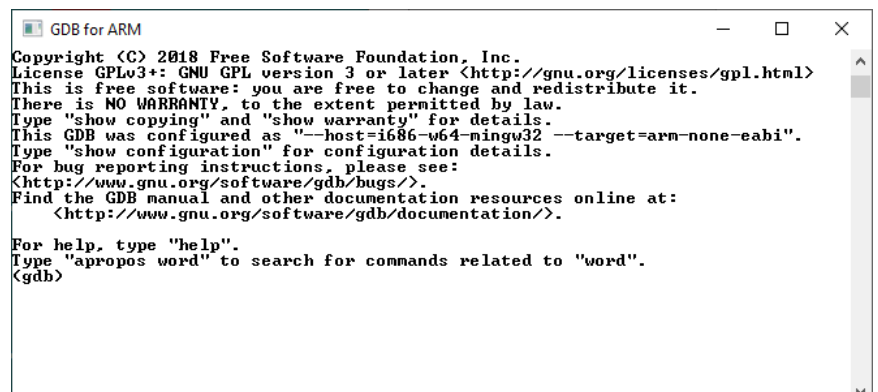 GDB for ARM
Copyright (C) 2018 Free Software Foundation, Inc.
License GPLv3+: GNU GPL version 3 or later <http://gnu.org/licenses/gpl.html>
This is free software: you are free to change and redistribute it.
There is NO WARRANTY, to the extent permitted by law.
Type "show copying" and "show warranty" for details.
This GDB was configured as "--host=i686-w64-mingw32 --target=arm-none-eabi".
Type "show configuration" for configuration details.
For bug reporting instructions, please see:
<http://www.gnu.org/software/gdb/bugs/>.
Find the GDB manual and other documentation resources online at:
    <http://www.gnu.org/software/gdb/documentation/>.
For help, type "help".
Type "apropos word" to search for commands related to "word".
(gdb)